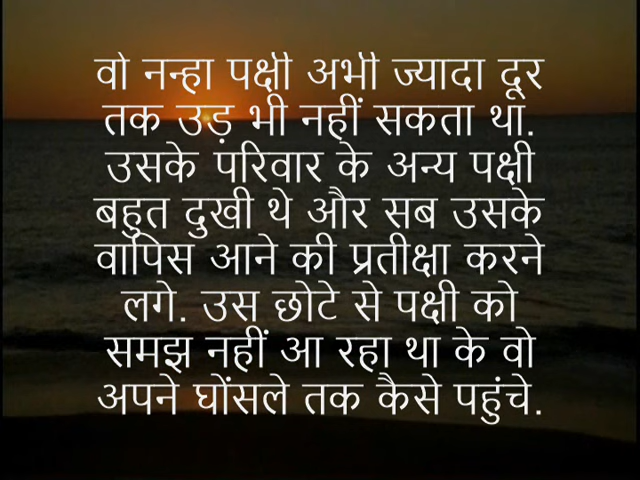 वो नन्हा पक्षी अभी ज्यादा दूर
तक उड़ भी नहीं सकता था.
उसके परिवार के अन्य पक्षी
बहुत दुखी थे और सब उसके
वापिस आने की प्रतीक्षा करने
लगे. उस छोटे से पक्षी को
समझ नहीं आ रहा था के वो
अपने घोंसले तक कैसे पहुंचे.